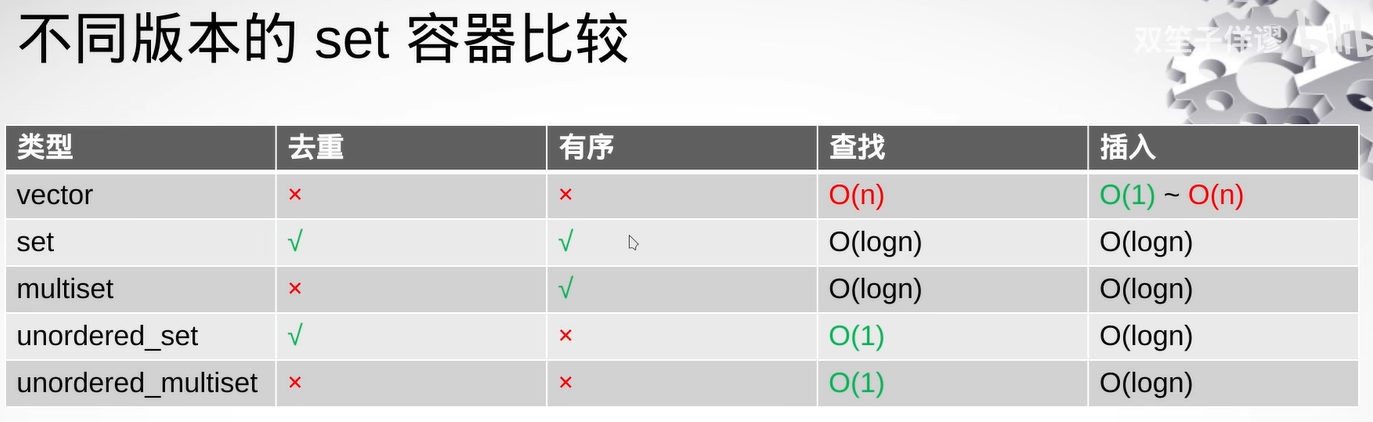 不同版本的 set 容器比较
双笙子佯谬
类型 去重 有序 查找 插入
vector × × O(n) O(1) ~ O(n)
set √ √ O(logn) O(logn)
multiset × √ O(logn) O(logn)
unordered_set √ × O(1) O(logn)
unordered_multiset × × O(1) O(logn)